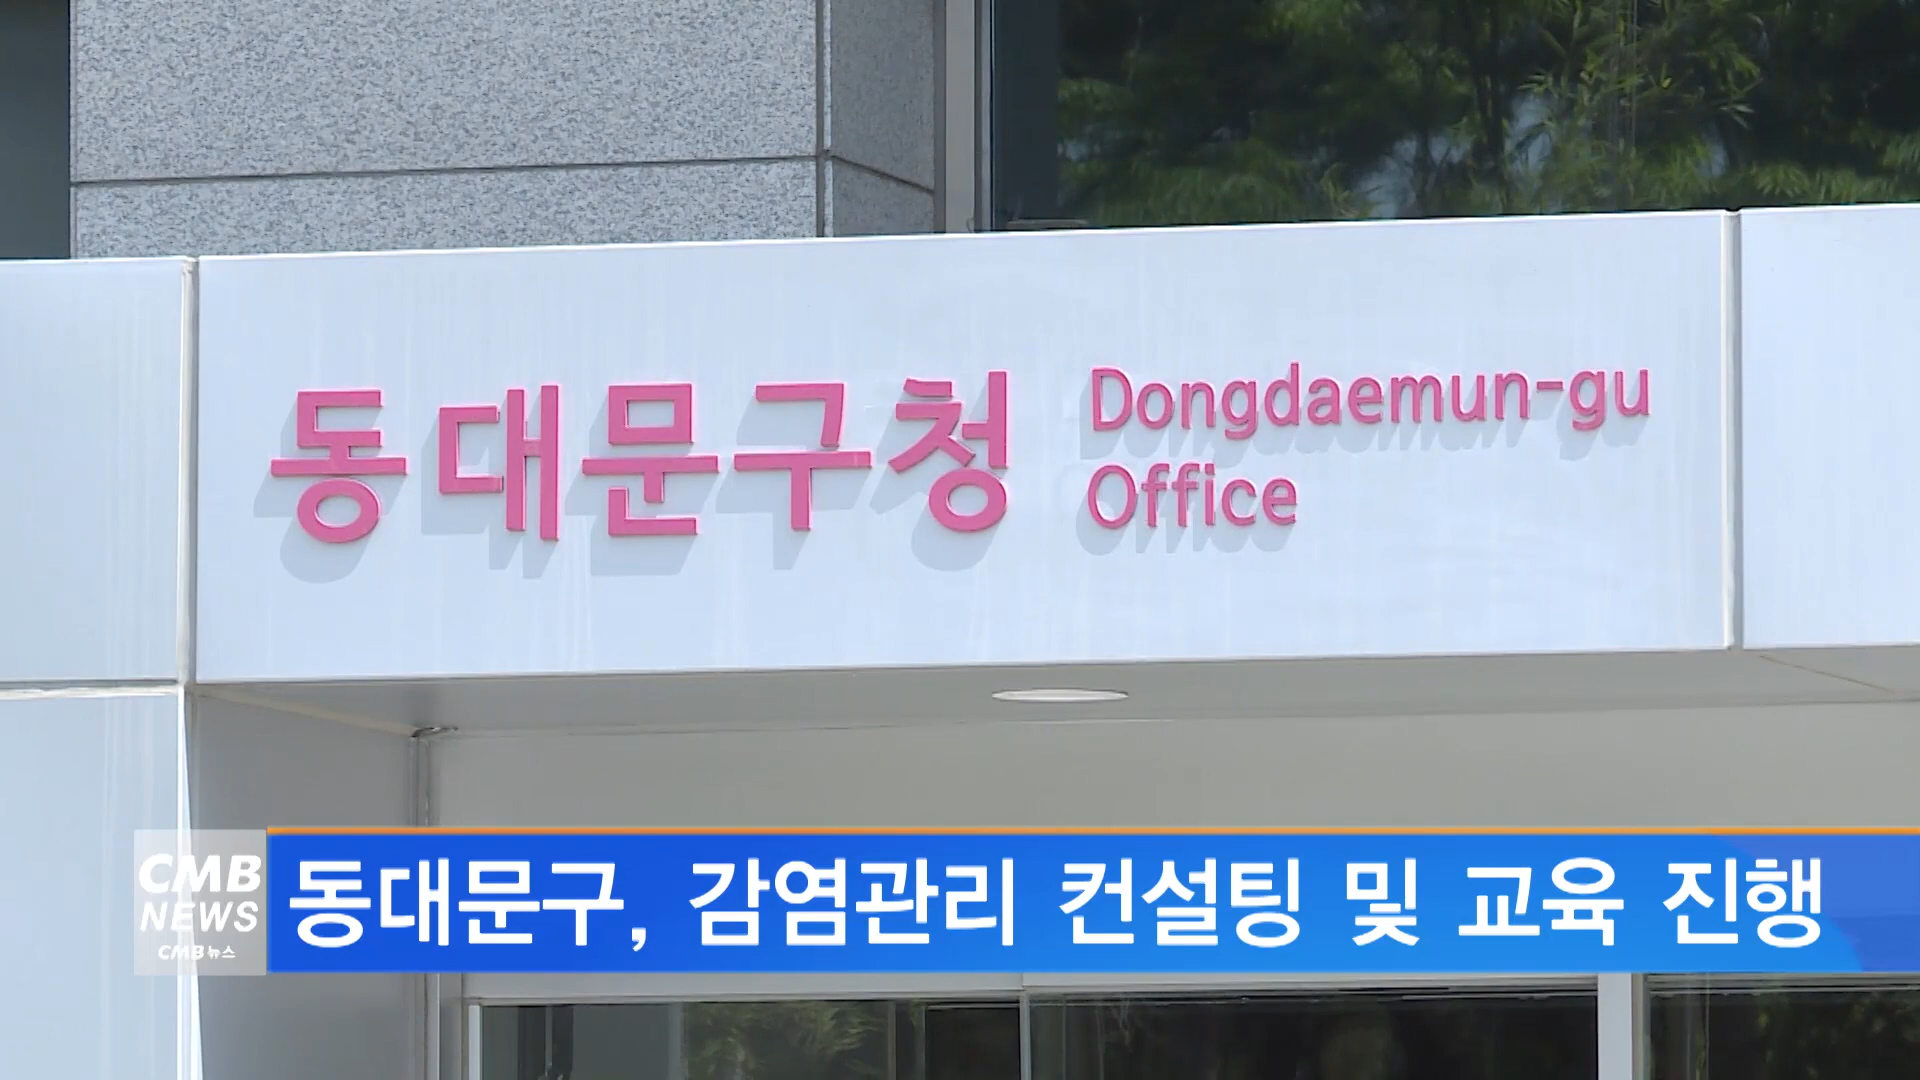 동대문구청
Dongdaemun-gu
Office
CMB
NEWS
CMB뉴스
동대문구, 감염관리 컨설팅 및 교육 진행